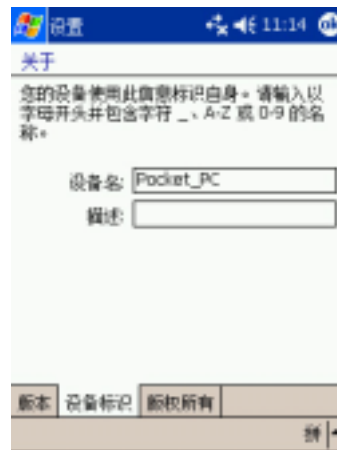 设置 11:14 ok
关于
您的设备使用此信息标识自身。请输入以
字母开头并包含字符 _、A-Z 或 0-9 的名
称。
设备名: Pocket_PC
描述:
版本 设备标识 版权所有
拼